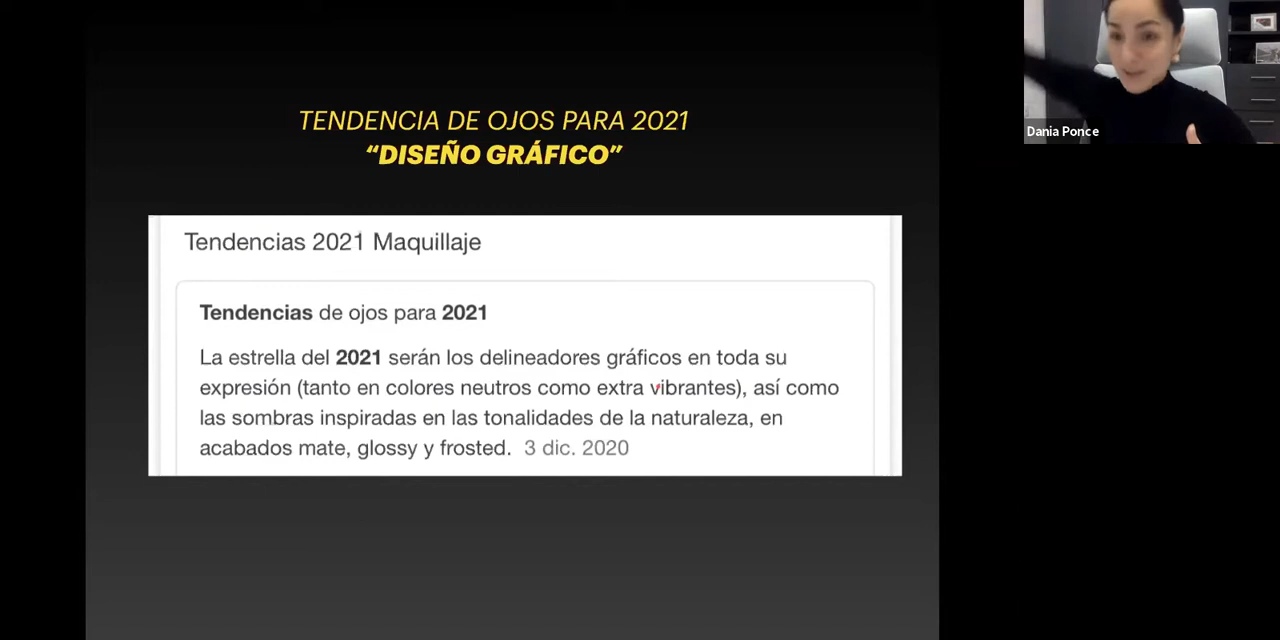 TENDENCIA DE OJOS PARA 2021
“DISEÑO GRÁFICO”
Dania Ponce
Tendencias 2021 Maquillaje
Tendencias de ojos para 2021
La estrella del 2021 serán los delineadores gráficos en toda su
expresión (tanto en colores neutros como extra vibrantes), así como
las sombras inspiradas en las tonalidades de la naturaleza, en
acabados mate, glossy y frosted. 3 dic. 2020